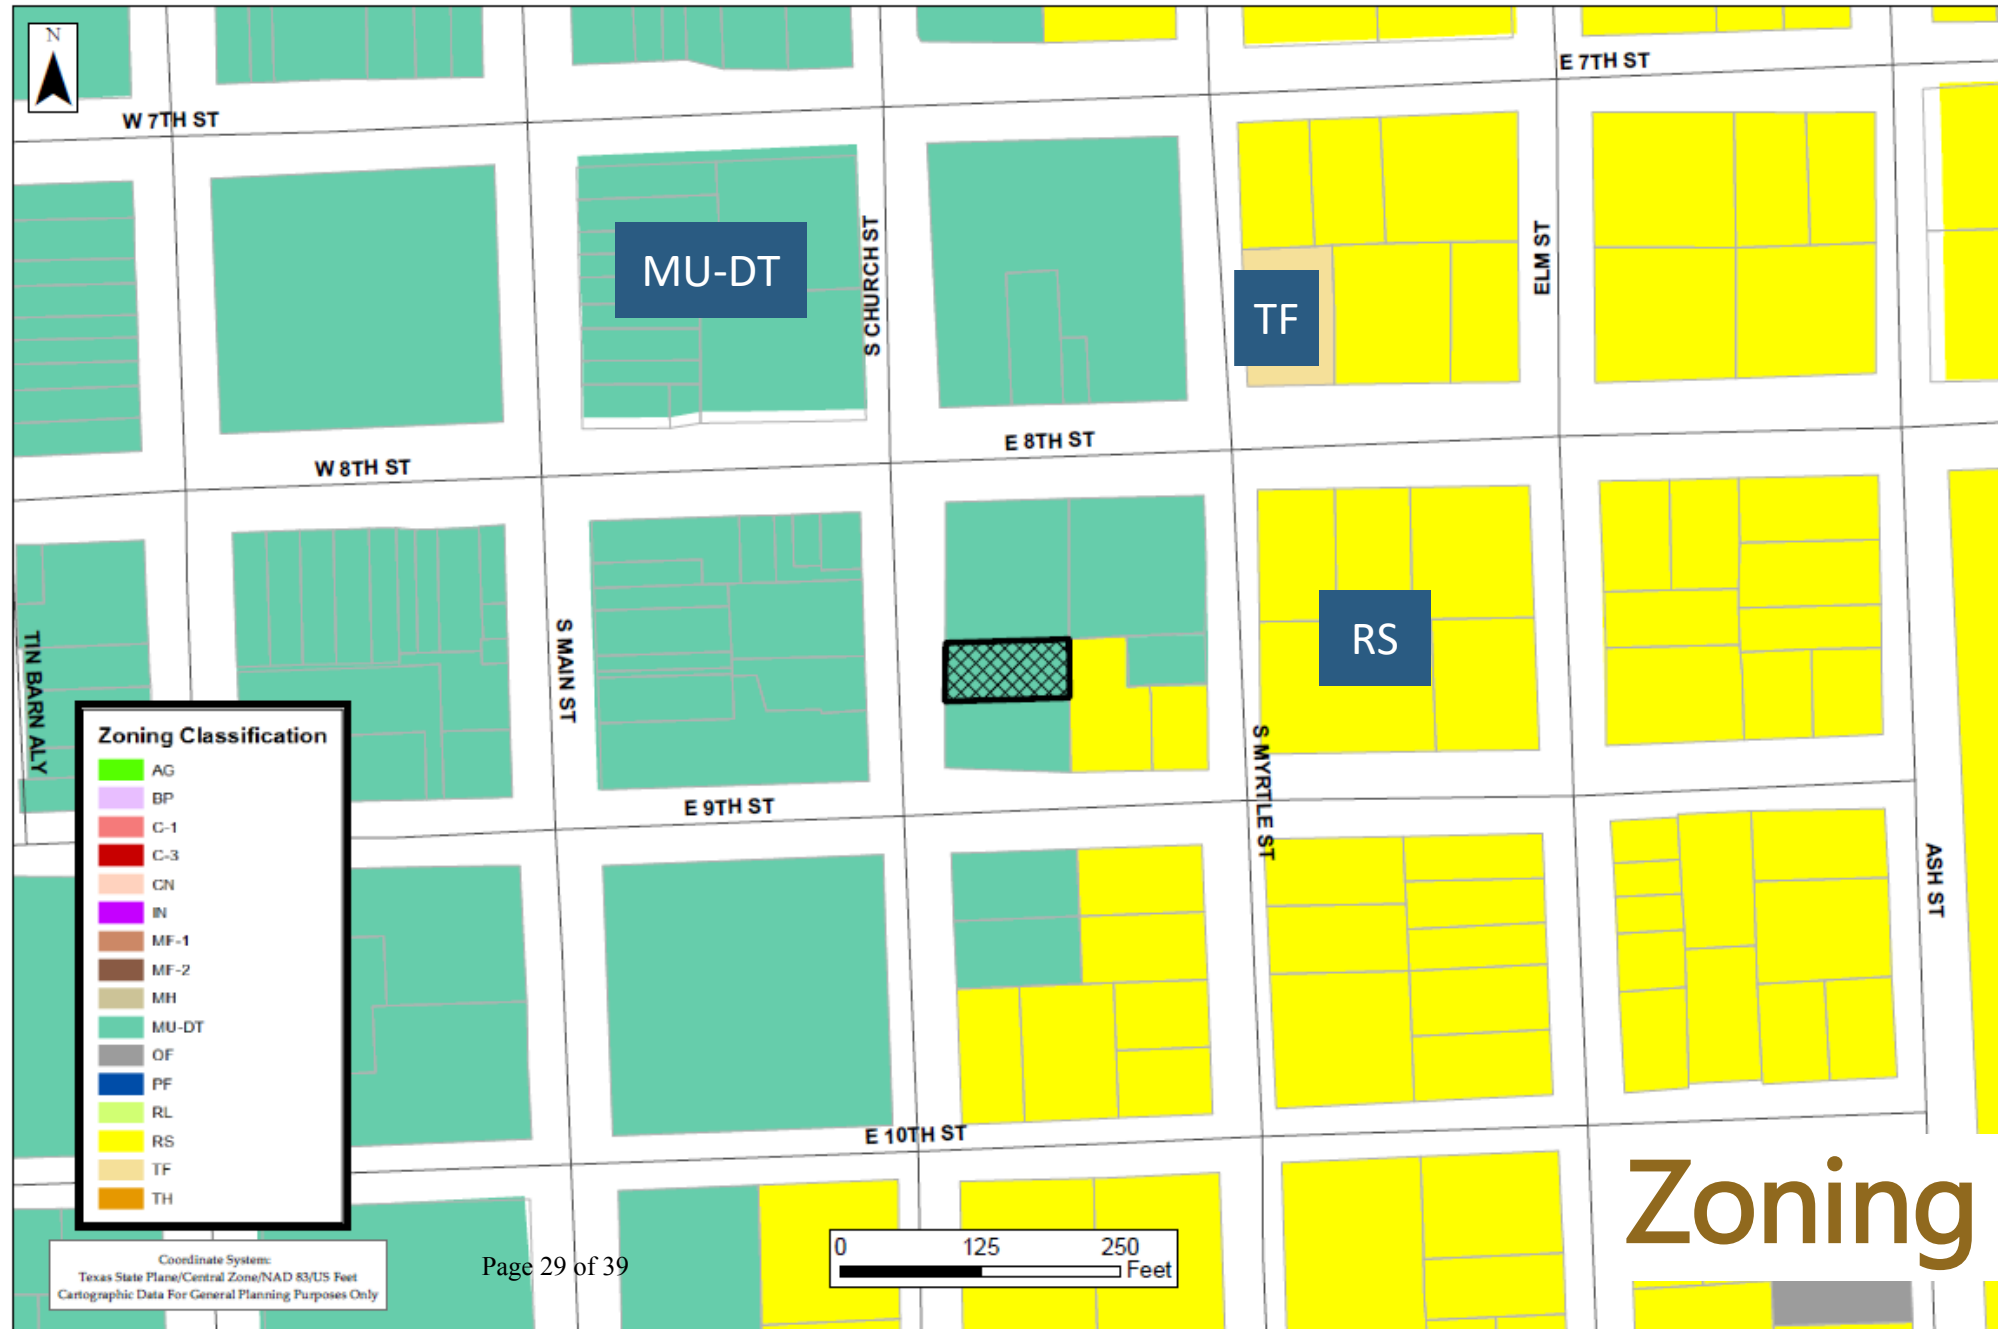 N
E 7TH ST
W 7TH ST
MU-DT
S CHURCH ST
TF
ELM ST
E 8TH ST
W 8TH ST
TIN BARN ALY
S MAIN ST
RS
S MYRTLE ST
E 9TH ST
ASH ST
E 10TH ST
Zoning Classification
AG
BP
C-1
C-3
CN
IN
MF-1
MF-2
MH
MU-DT
OF
PF
RL
RS
TF
TH
Zoning
Coordinate System:
Texas State Plane/Central Zone/NAD 83/US Feet
Cartographic Data For General Planning Purposes Only
Page 29 of 39
0 125 250
Feet